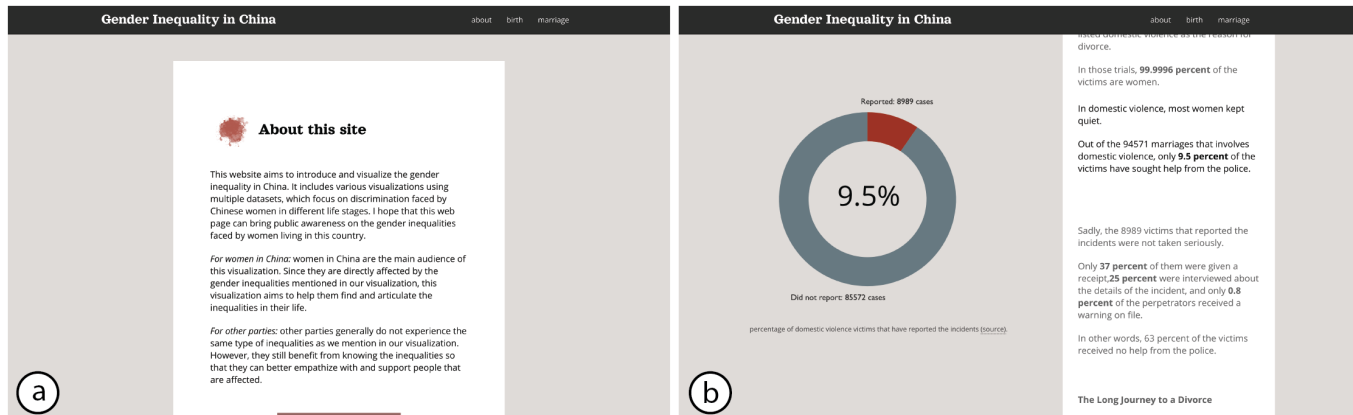 Gender Inequality in China
about birth marriage
About this site
This website aims to introduce and visualize the gender
inequality in China. It includes various visualizations using
multiple datasets, which focus on discrimination faced by
Chinese women in different life stages. I hope that this web
page can bring public awareness on the gender inequalities
faced by women living in this country.
For women in China: women in China are the main audience of
this visualization. Since they are directly affected by the
gender inequalities mentioned in our visualization, this
visualization aims to help them find and articulate the
inequalities in their life.
For other parties: other parties generally do not experience the
same type of inequalities as we mention in our visualization.
However, they still benefit from knowing the inequalities so
that they can better empathize with and support people that
are affected.
a
Gender Inequality in China
about birth marriage
Reported: 8989 cases
9.5%
Did not report: 85572 cases
percentage of domestic violence victims that have reported the incidents (source).
listed domestic violence as the reason for
divorce.
In those trials, 99.9996 percent of the
victims are women.
In domestic violence, most women kept
quiet.
Out of the 94571 marriages that involves
domestic violence, only 9.5 percent of the
victims have sought help from the police.
Sadly, the 8989 victims that reported the
incidents were not taken seriously.
Only 37 percent of them were given a
receipt,25 percent were interviewed about
the details of the incident, and only 0.8
percent of the perpetrators received a
warning on file.
In other words, 63 percent of the victims
received no help from the police.
The Long Journey to a Divorce
b